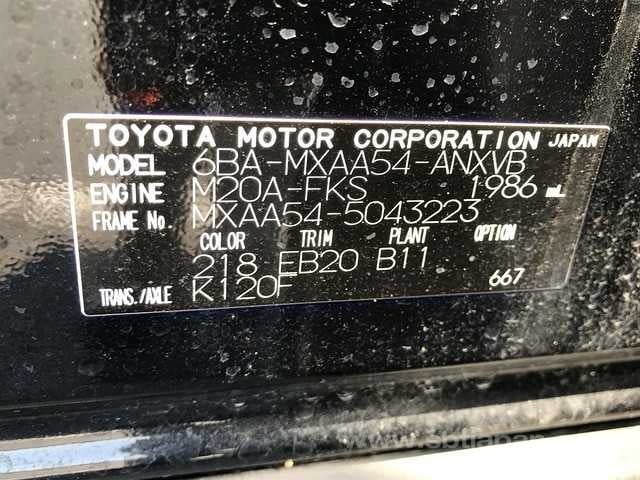 TOYOTA MOTOR CORPORATION JAPAN
MODEL 6BA-MXAA54-ANXVB
ENGINE M20A-FKS 1986 mL
FRAME No. MXAA54-5043223
COLOR TRIM PLANT OPTION
218 EB20 B11
TRANS./AXLE K120F 667